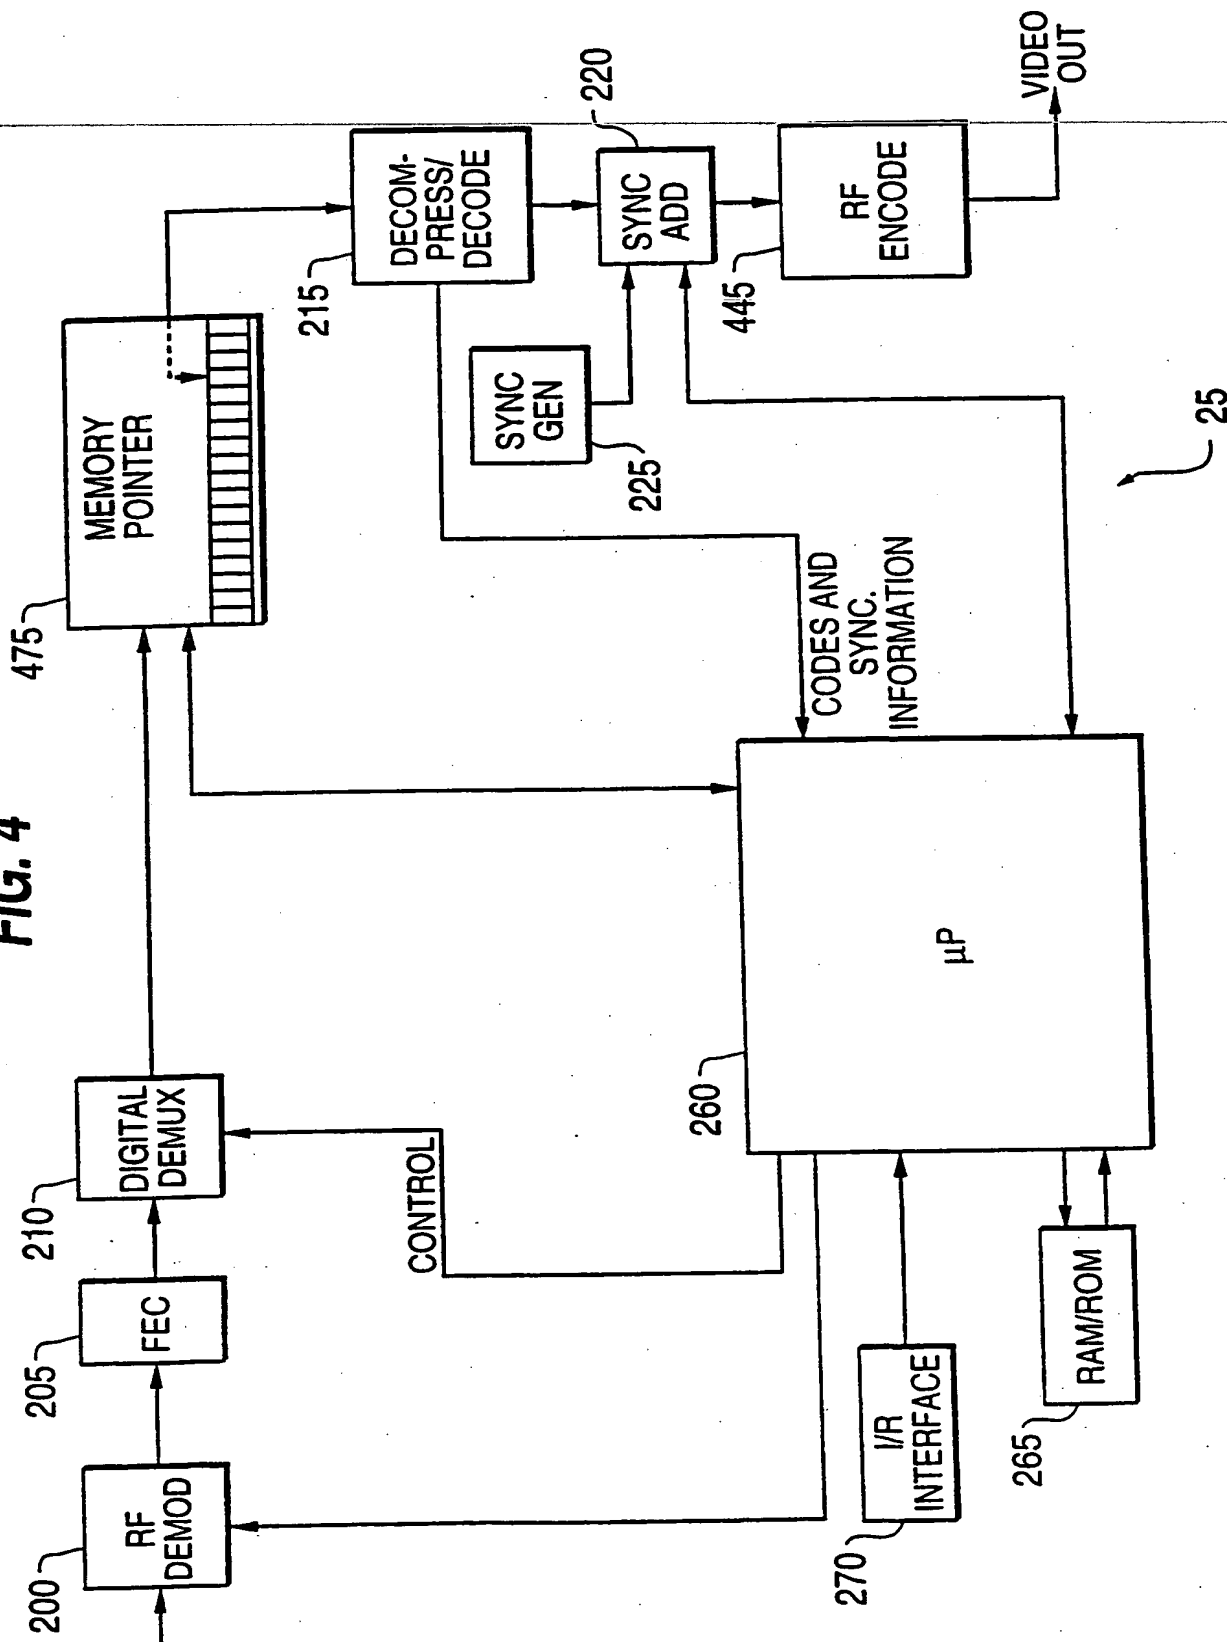 FIG. 4
200
RF
DEMOD
205
FEC
210
DIGITAL
DEMUX
475
MEMORY
POINTER
215
DECOM-
PRESS/
DECODE
SYNC
GEN
225
220
SYNC
ADD
445
RF
ENCODE
VIDEO
OUT
CONTROL
CODES AND
SYNC.
INFORMATION
260
µP
270
I/R
INTERFACE
265
RAM/ROM
25